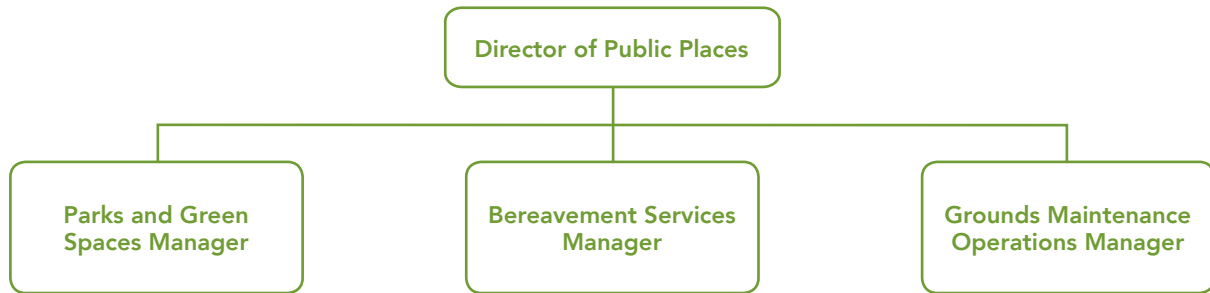 Director of Public Places
Parks and Green
Spaces Manager
Bereavement Services
Manager
Grounds Maintenance
Operations Manager